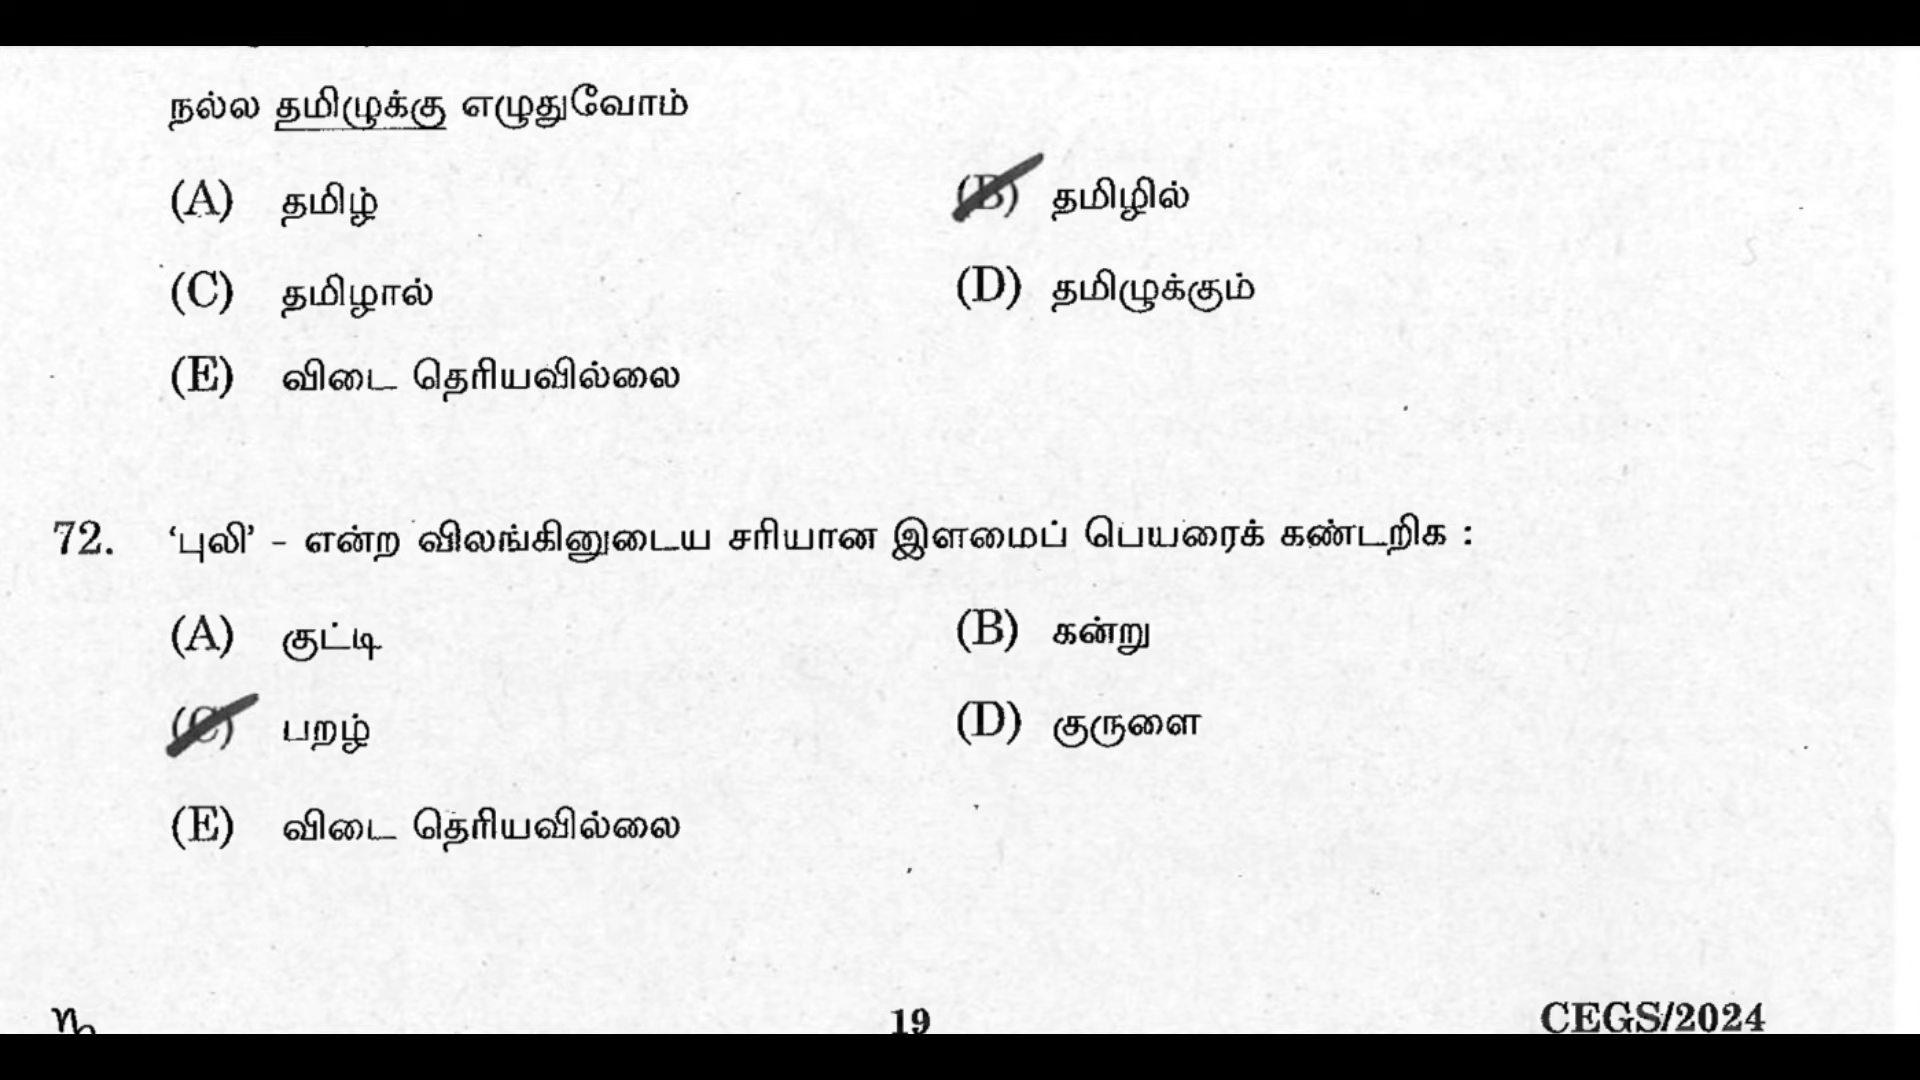 நல்ல தமிழுக்கு எழுதுவோம்
(A) தமிழ்
(B) தமிழில்
(C) தமிழால்
(D) தமிழுக்கும்
(E) விடை தெரியவில்லை
72. ‘புலி’ – என்ற விலங்கினுடைய சரியான இளமைப் பெயரைக் கண்டறிக :
(A) குட்டி
(B) கன்று
(C) பறழ்
(D) குருளை
(E) விடை தெரியவில்லை
19
CEGS/2024